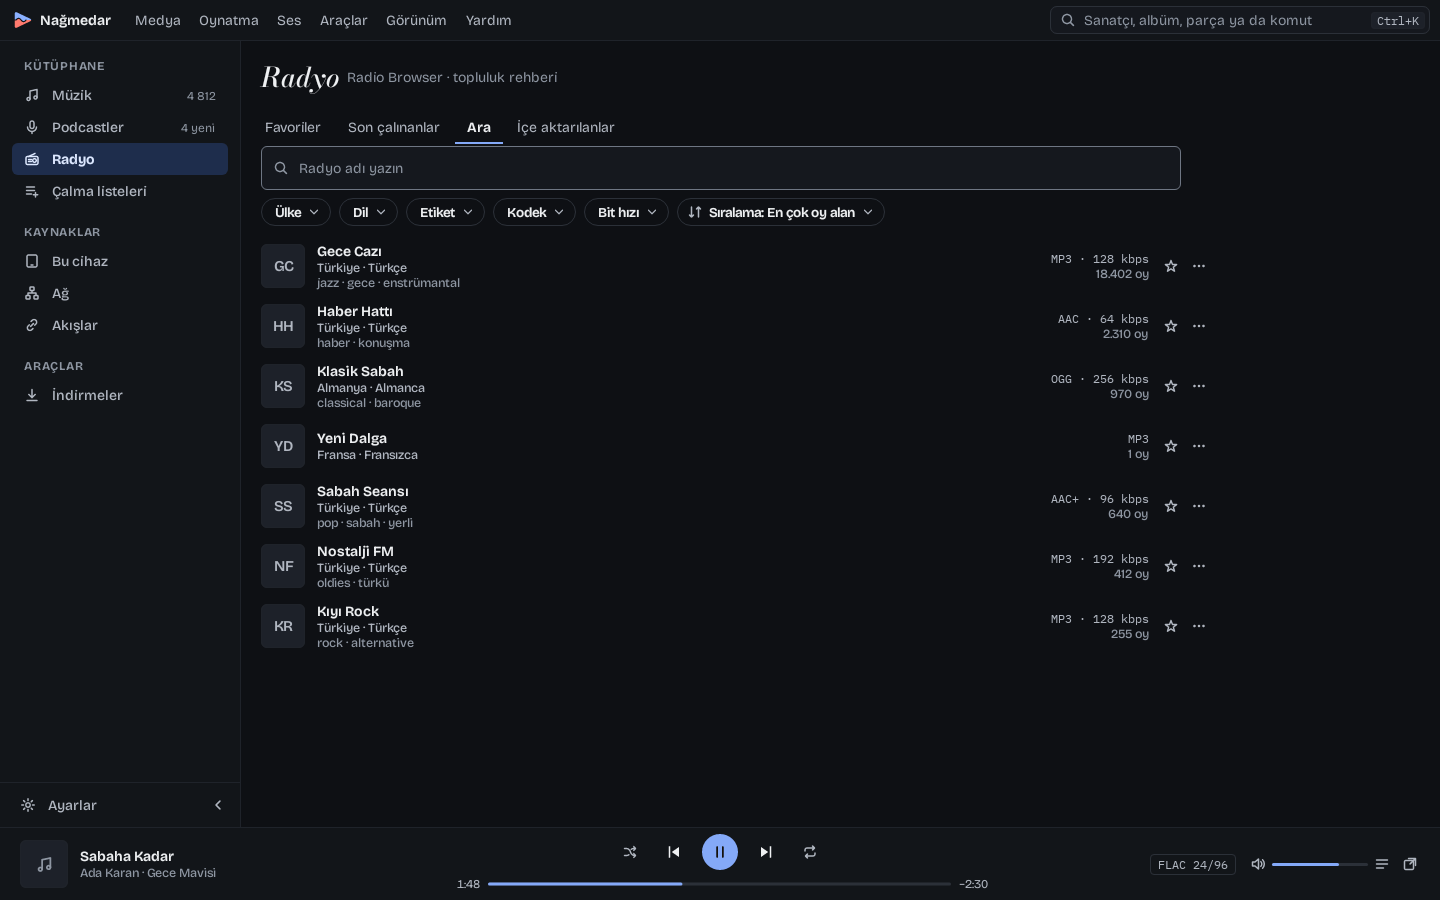 Nağmedar Medya Oynatma Ses Araçlar Görünüm Yardım Sanatçı, albüm, parça ya da komut Ctrl+K
KÜTÜPHANE
Müzik 4 812
Podcastler 4 yeni
Radyo
Çalma listeleri
KAYNAKLAR
Bu cihaz
Ağ
Akışlar
ARAÇLAR
İndirmeler
Ayarlar
Radyo Radio Browser · topluluk rehberi
Favoriler Son çalınanlar Ara İçe aktarılanlar
Radyo adı yazın
Ülke Dil Etiket Kodek Bit hızı Sıralama: En çok oy alan
GC
Gece Cazı
Türkiye · Türkçe
jazz · gece · enstrümantal
MP3 · 128 kbps
18.402 oy
HH
Haber Hattı
Türkiye · Türkçe
haber · konuşma
AAC · 64 kbps
2.310 oy
KS
Klasik Sabah
Almanya · Almanca
classical · baroque
OGG · 256 kbps
970 oy
YD
Yeni Dalga
Fransa · Fransızca
MP3
1 oy
SS
Sabah Seansı
Türkiye · Türkçe
pop · sabah · yerli
AAC+ · 96 kbps
640 oy
NF
Nostalji FM
Türkiye · Türkçe
oldies · türkü
MP3 · 192 kbps
412 oy
KR
Kıyı Rock
Türkiye · Türkçe
rock · alternative
MP3 · 128 kbps
255 oy
Sabaha Kadar
Ada Karan · Gece Mavisi
1:48 −2:30
FLAC 24/96